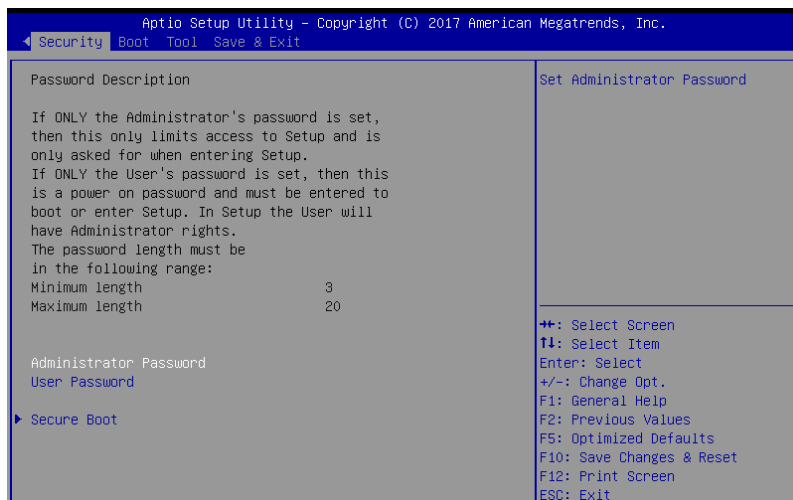 Aptio Setup Utility – Copyright (C) 2017 American Megatrends, Inc.
Security Boot Tool Save & Exit
Password Description
If ONLY the Administrator's password is set,
then this only limits access to Setup and is
only asked for when entering Setup.
If ONLY the User's password is set, then this
is a power on password and must be entered to
boot or enter Setup. In Setup the User will
have Administrator rights.
The password length must be
in the following range:
Minimum length 3
Maximum length 20
Administrator Password
User Password
Secure Boot
Set Administrator Password
→←: Select Screen
↑↓: Select Item
Enter: Select
+/-: Change Opt.
F1: General Help
F2: Previous Values
F5: Optimized Defaults
F10: Save Changes & Reset
F12: Print Screen
ESC: Exit